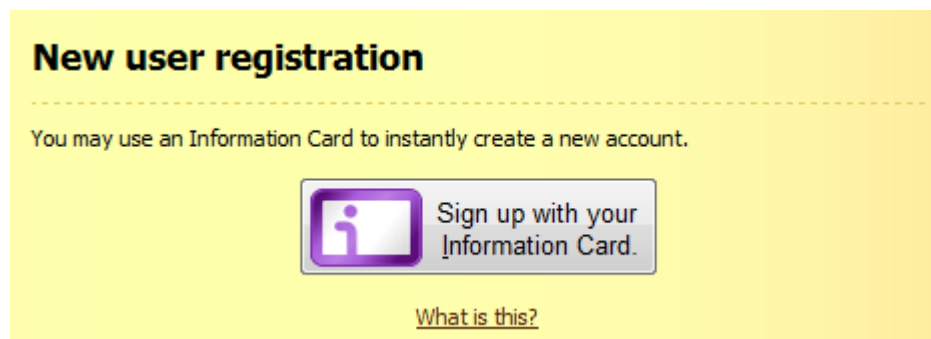 New user registration
You may use an Information Card to instantly create a new account.
Sign up with your
Information Card.
What is this?